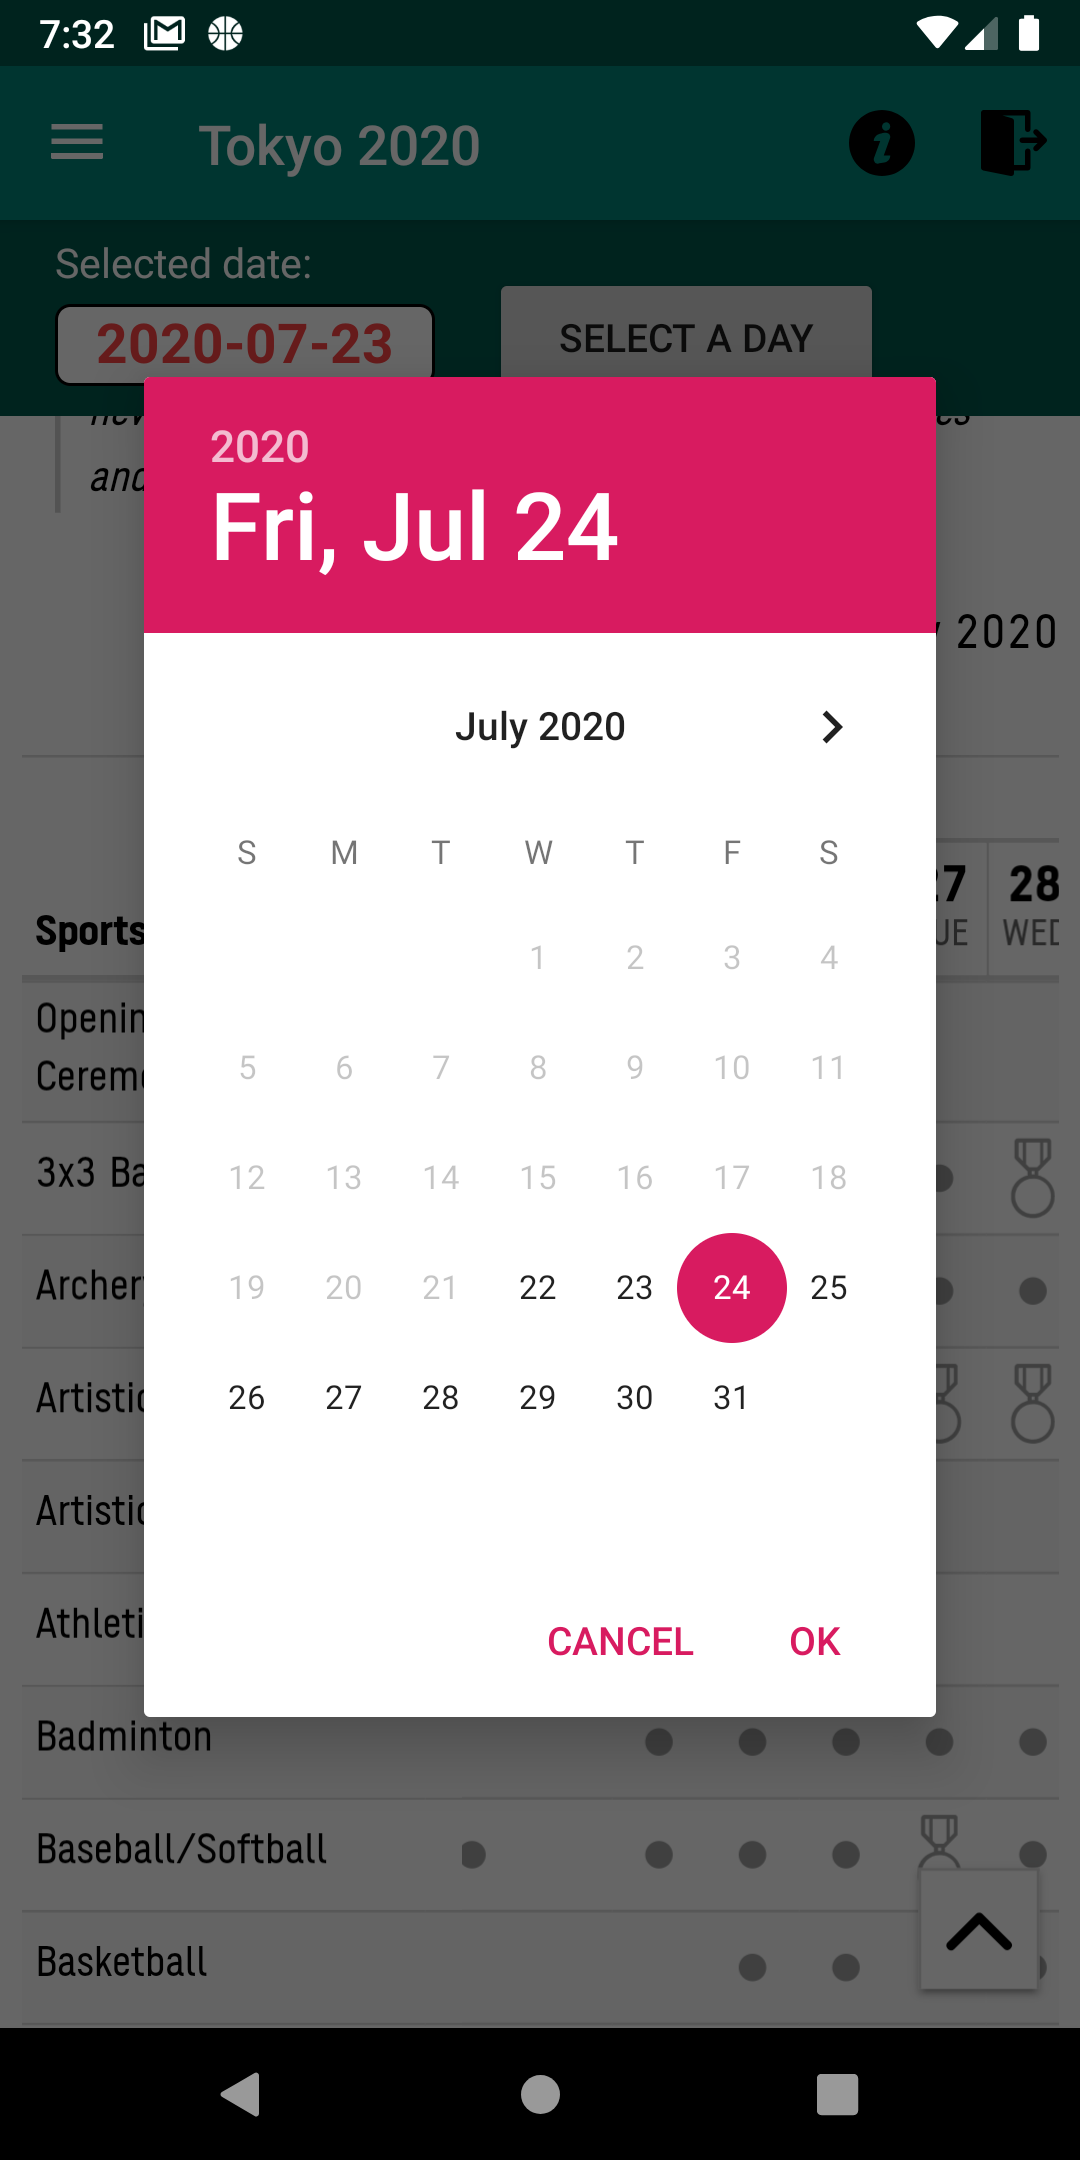 7:32
Tokyo 2020
Selected date:
2020-07-23
SELECT A DAY
2020
Fri, Jul 24
2020
July 2020
S M T W T F S
1 2 3 4
5 6 7 8 9 10 11
12 13 14 15 16 17 18
19 20 21 22 23 24 25
26 27 28 29 30 31
CANCEL OK
28
Sports
Badminton
Baseball/Softball
Basketball